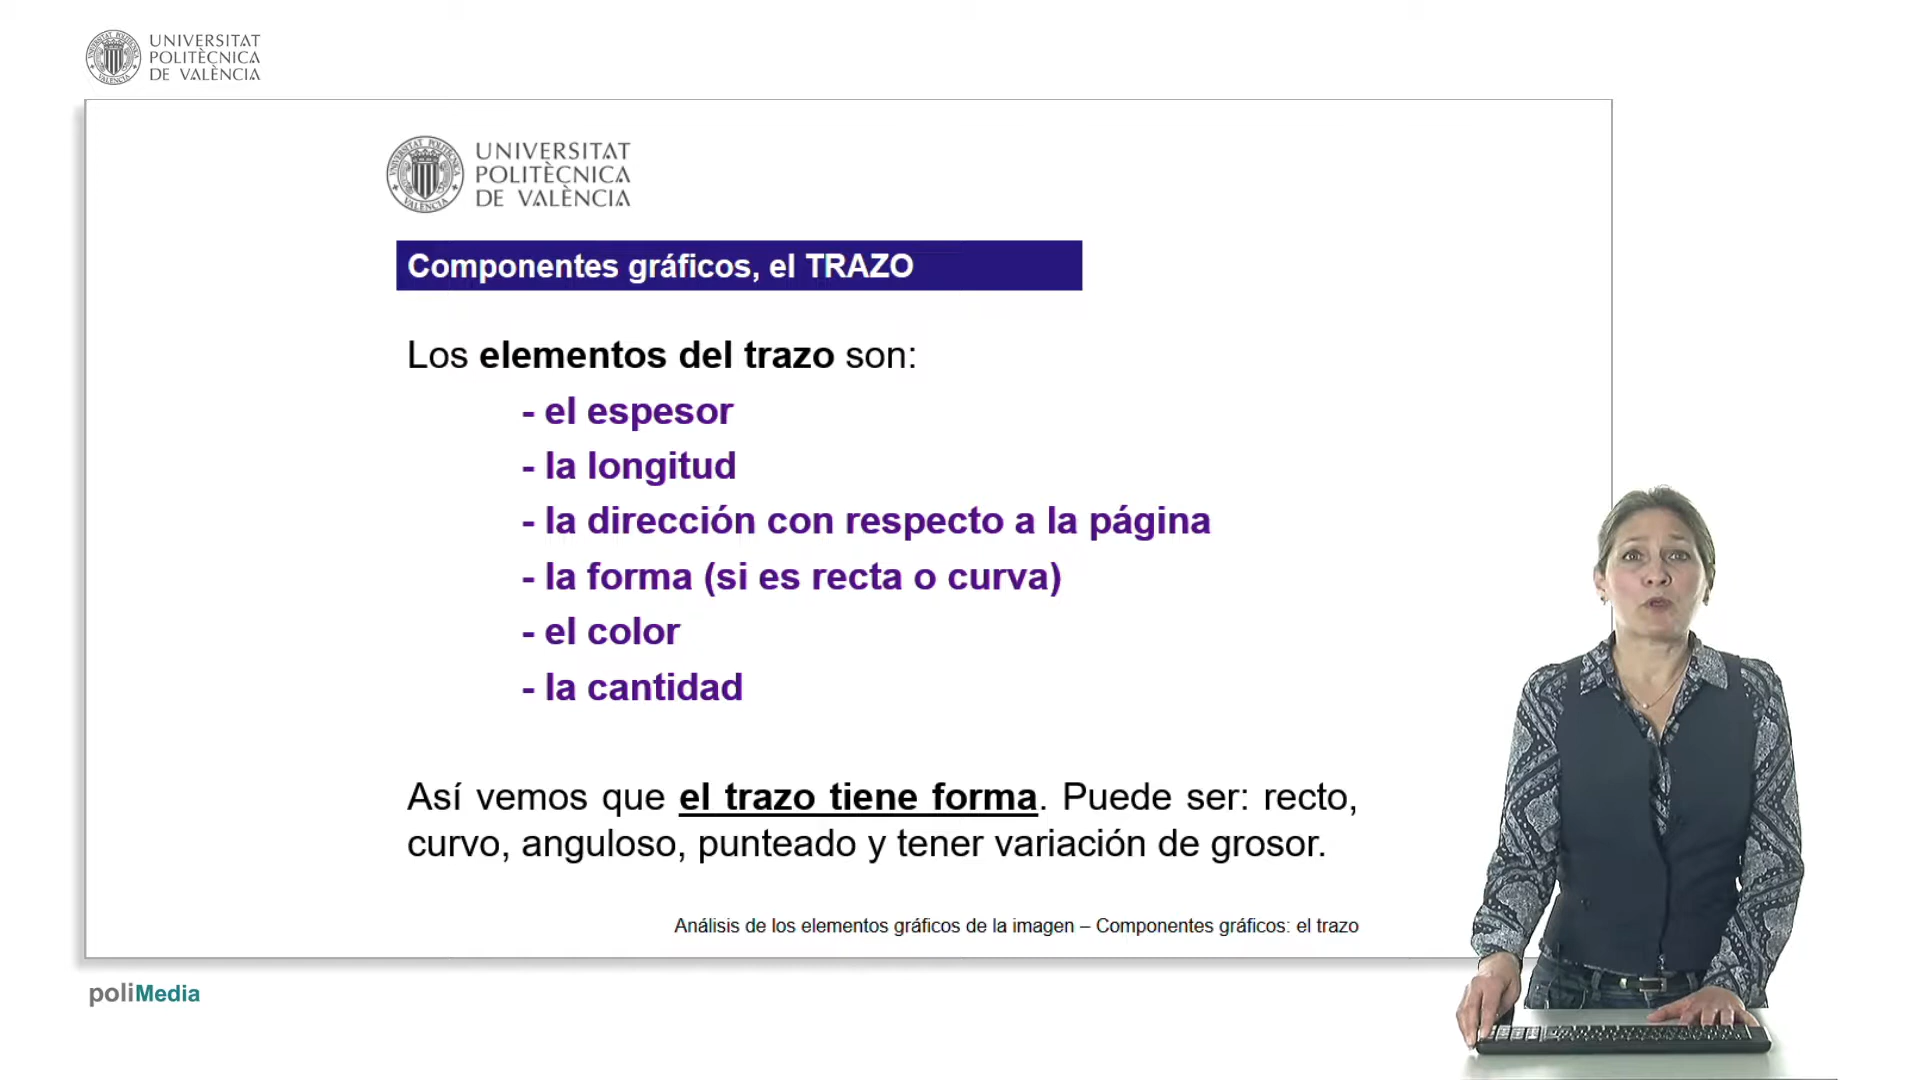 UNIVERSITAT
POLITÈCNICA
DE VALÈNCIA
UNIVERSITAT
POLITÈCNICA
DE VALÈNCIA
Componentes gráficos, el TRAZO
Los elementos del trazo son:
- el espesor
- la longitud
- la dirección con respecto a la página
- la forma (si es recta o curva)
- el color
- la cantidad
Así vemos que el trazo tiene forma. Puede ser: recto,
curvo, anguloso, punteado y tener variación de grosor.
Análisis de los elementos gráficos de la imagen – Componentes gráficos: el trazo
poliMedia